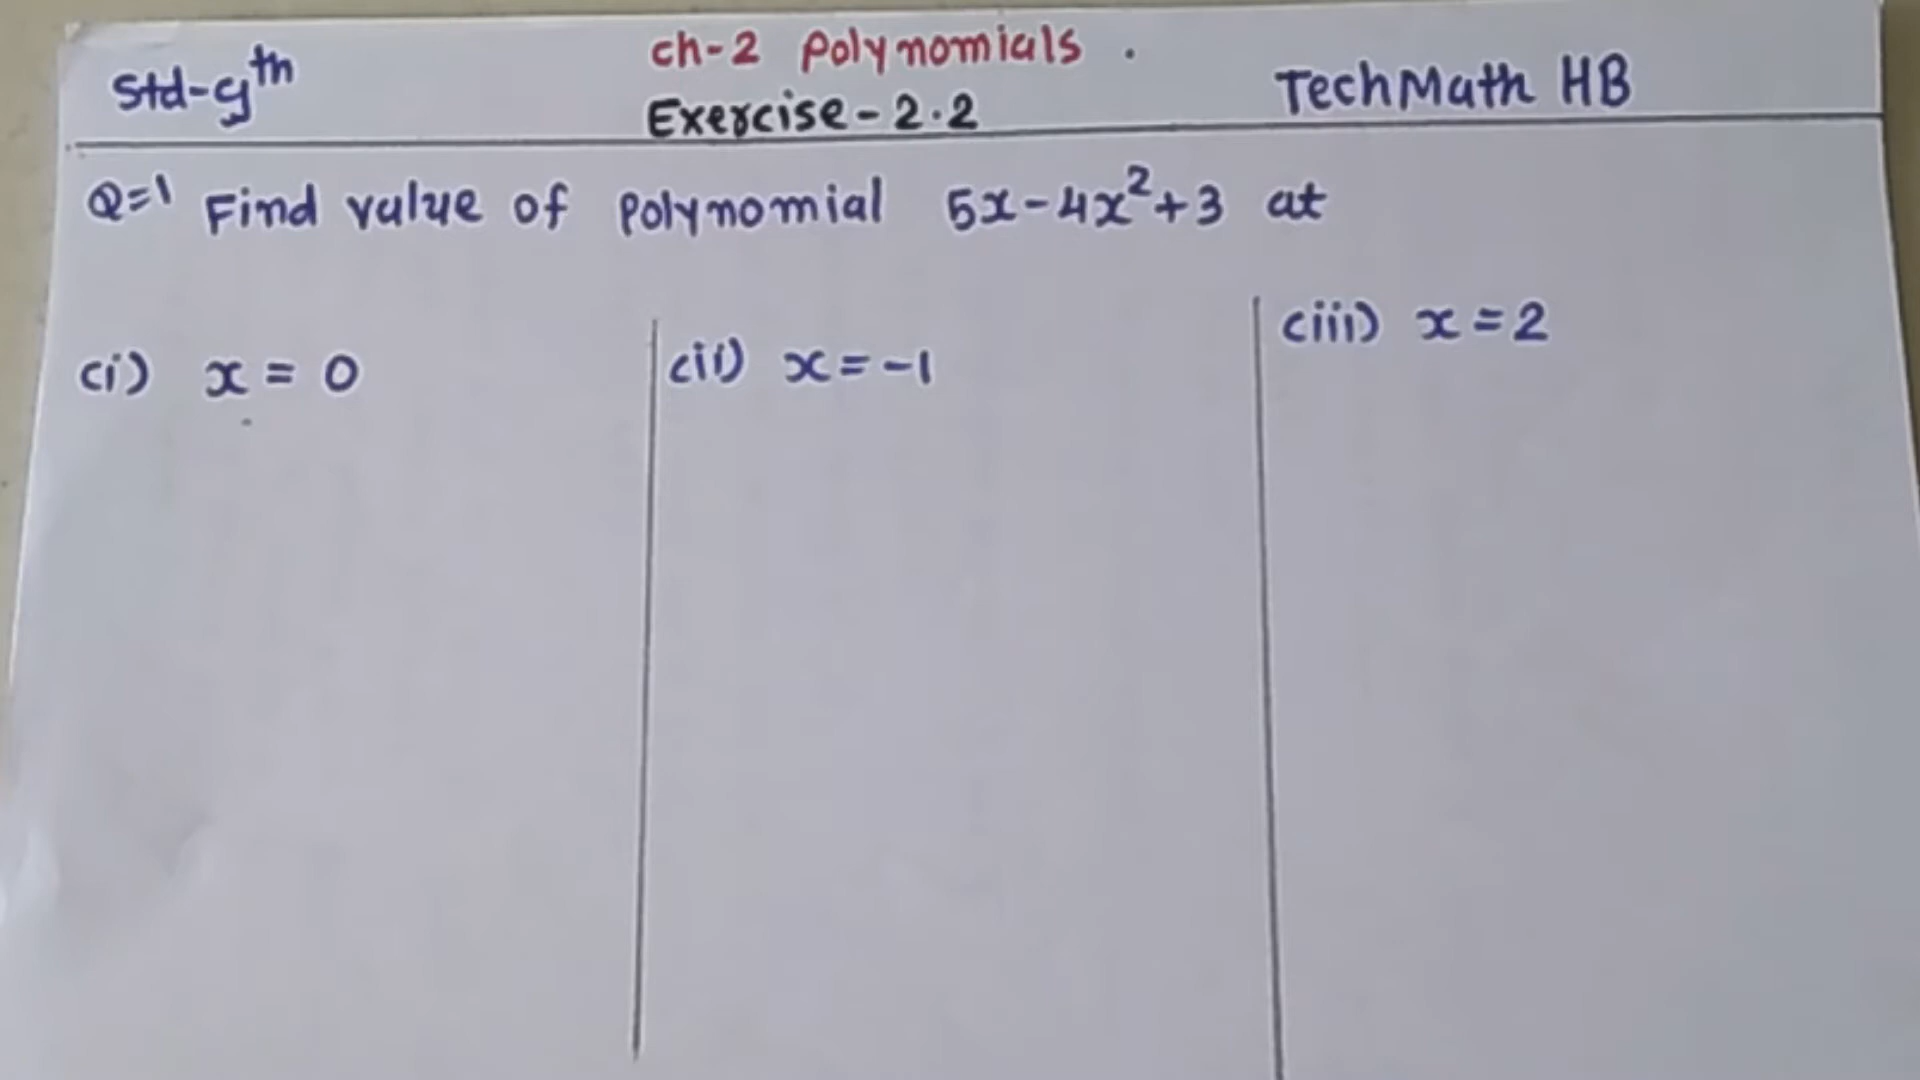 Std-9th
ch-2 Polynomials.
Exercise-2.2
TechMath HB
Q=1 Find value of Polynomial 5x-4x²+3 at
(i) x = 0
(ii) x = -1
(iii) x = 2